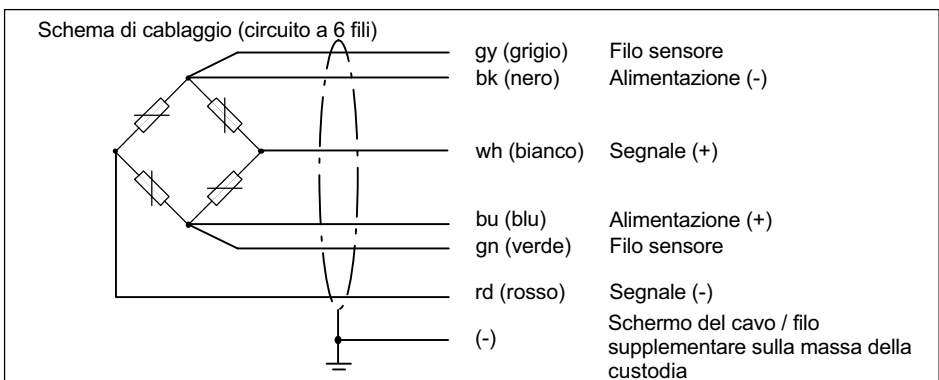 Schema di cablaggio (circuito a 6 fili)
gy (grigio) Filo sensore
bk (nero) Alimentazione (-)
wh (bianco) Segnale (+)
bu (blu) Alimentazione (+)
gn (verde) Filo sensore
rd (rosso) Segnale (-)
(-) Schermo del cavo / filo
supplementare sulla massa della
custodia